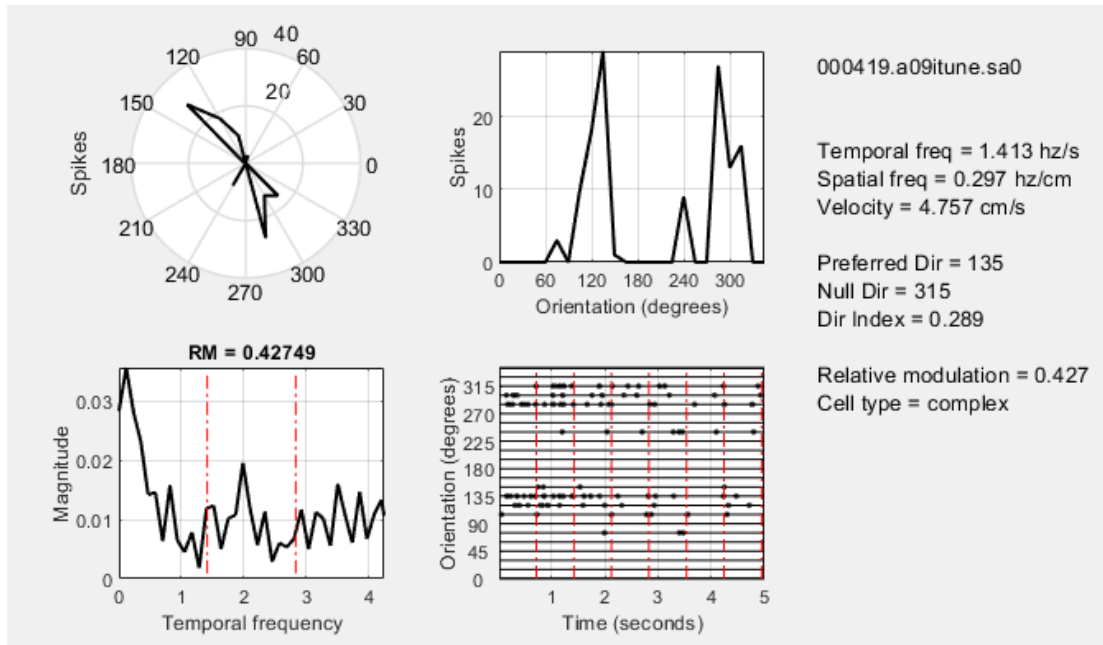 90
40
120
60
150
20
30
Spikes
180
0
210
330
240
300
270
Spikes
20
10
0
0 60 120 180 240 300
Orientation (degrees)
000419.a09itune.sa0
Temporal freq = 1.413 hz/s
Spatial freq = 0.297 hz/cm
Velocity = 4.757 cm/s
Preferred Dir = 135
Null Dir = 315
Dir Index = 0.289
Relative modulation = 0.427
Cell type = complex
RM = 0.42749
Magnitude
0.03
0.02
0.01
0
0 1 2 3 4
Temporal frequency
Orientation (degrees)
315
270
225
180
135
90
45
0
1 2 3 4 5
Time (seconds)